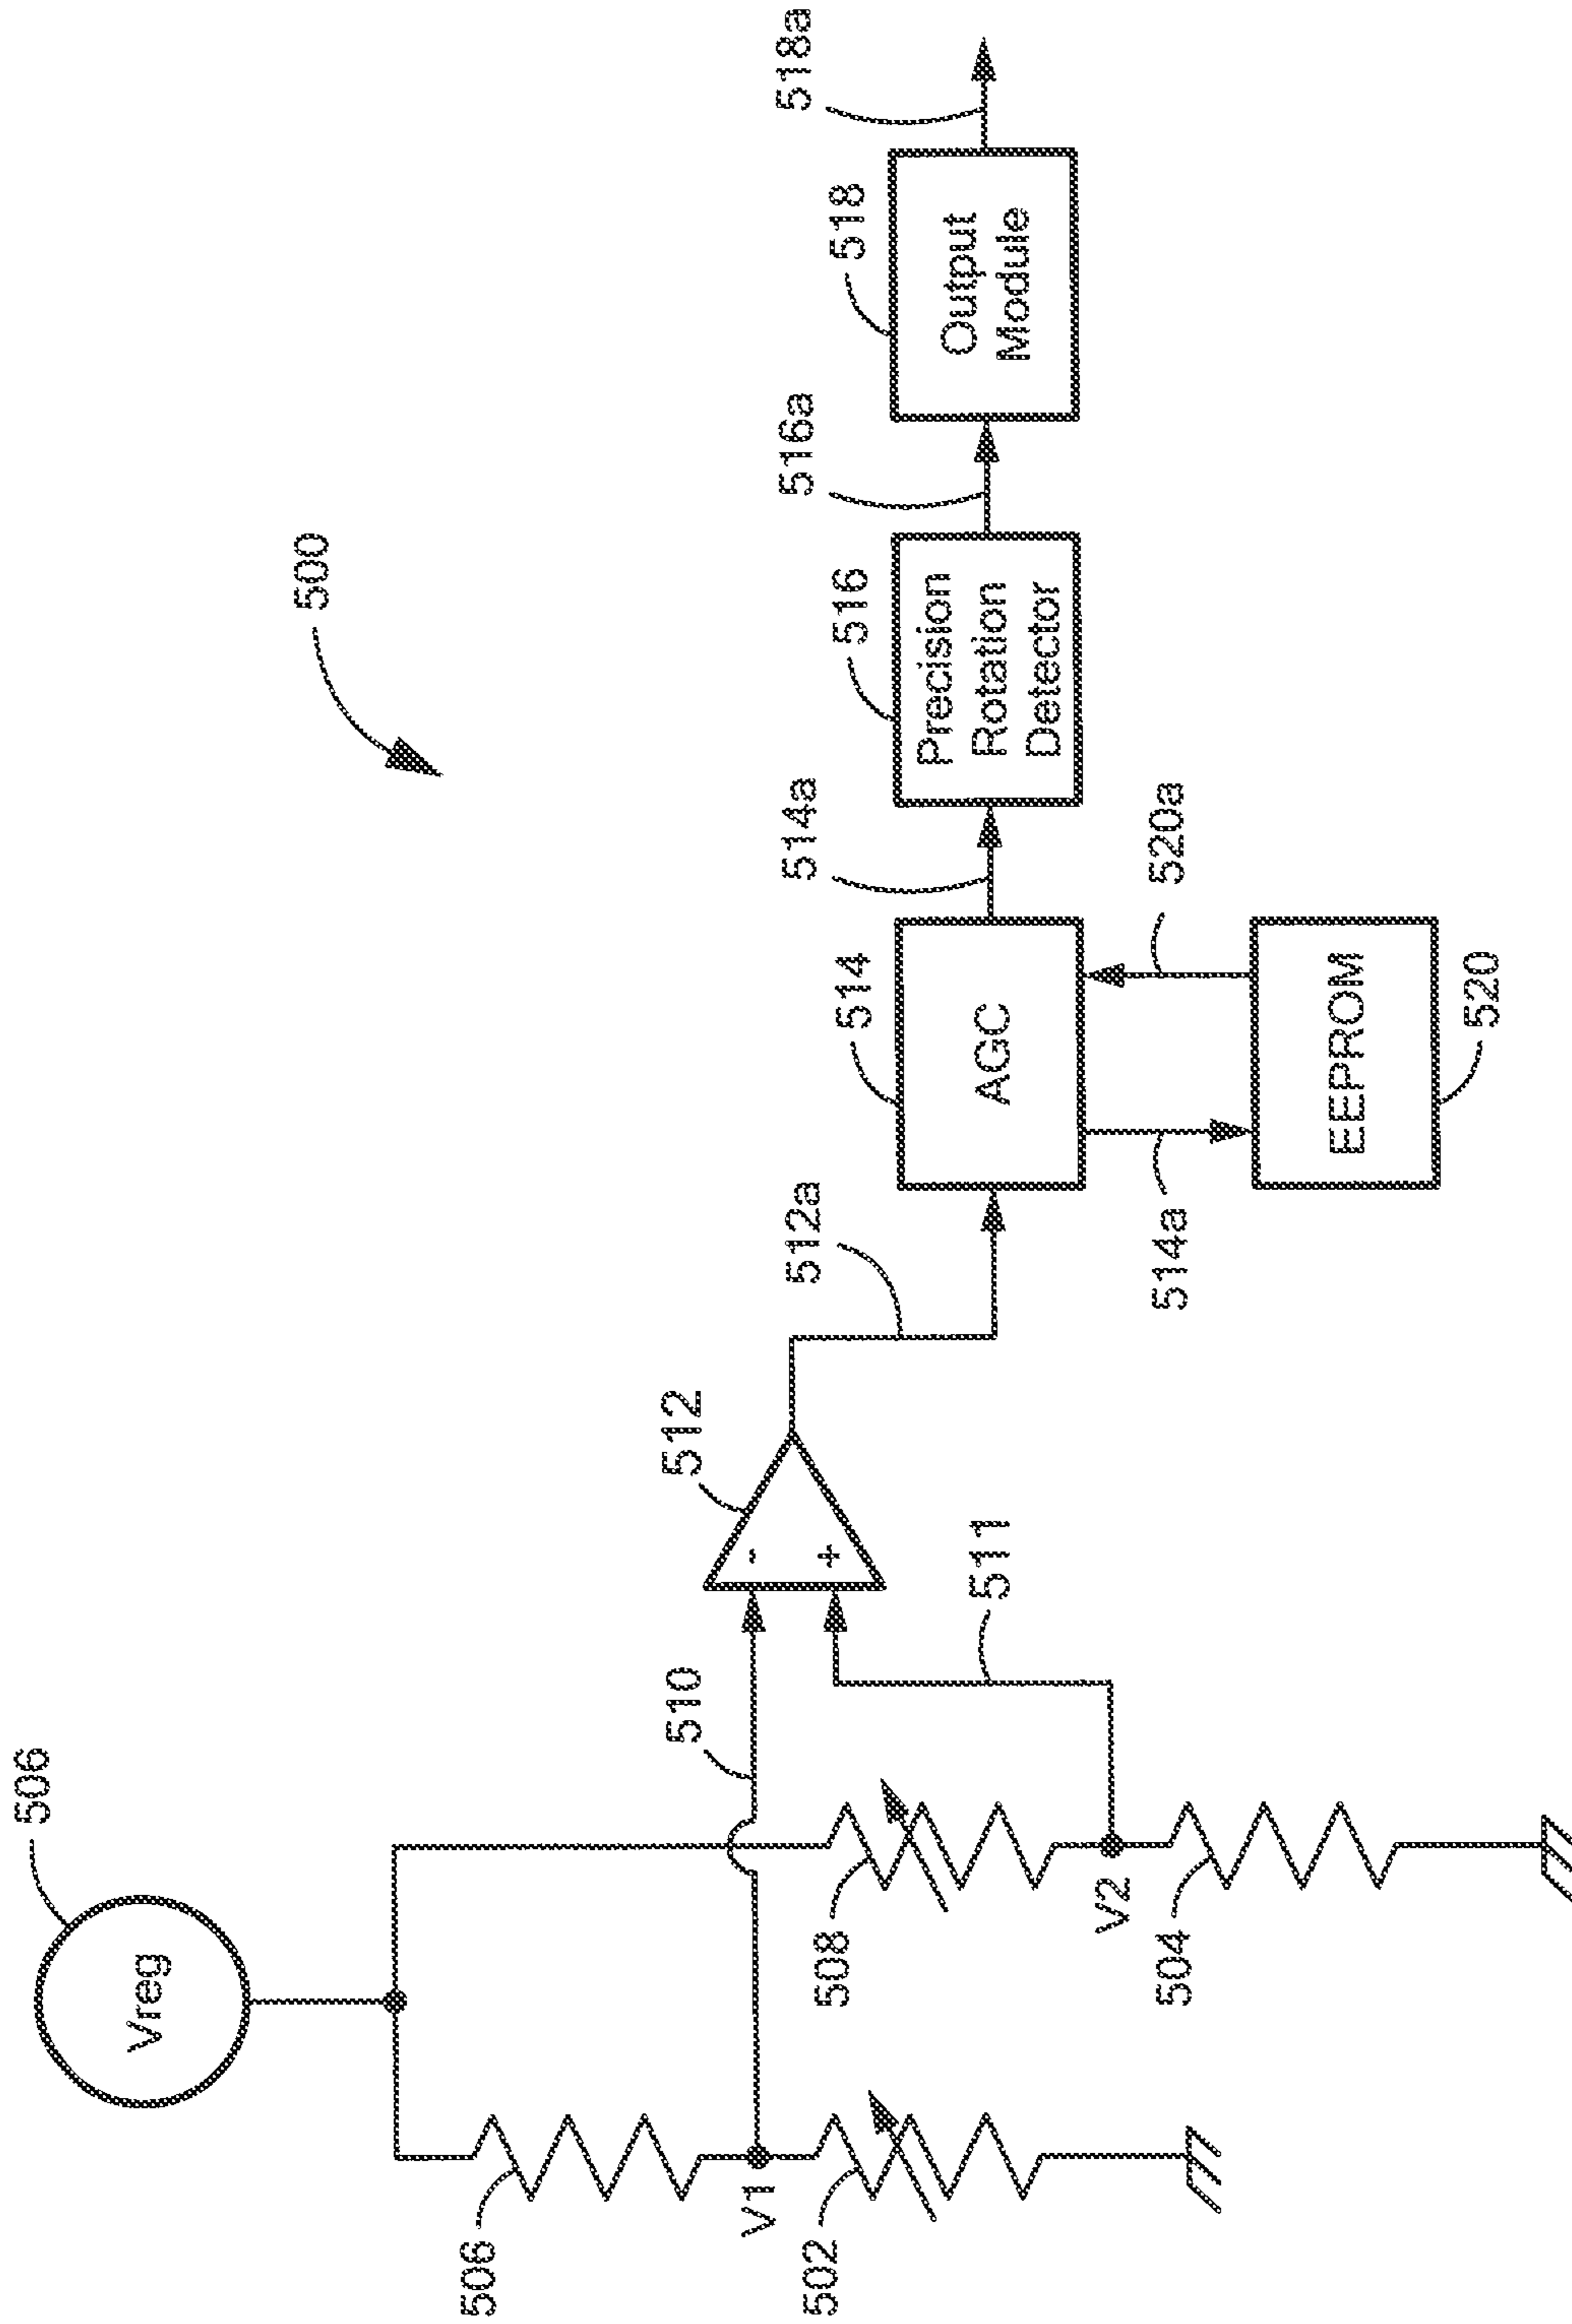 500
506
Vreg
506
V1
502
508
V2
504
510
511
512
-
+
512a
514
AGC
514a
514a
520a
EEPROM
520
516
Precision
Rotation
Detector
516a
518
Output
Module
518a